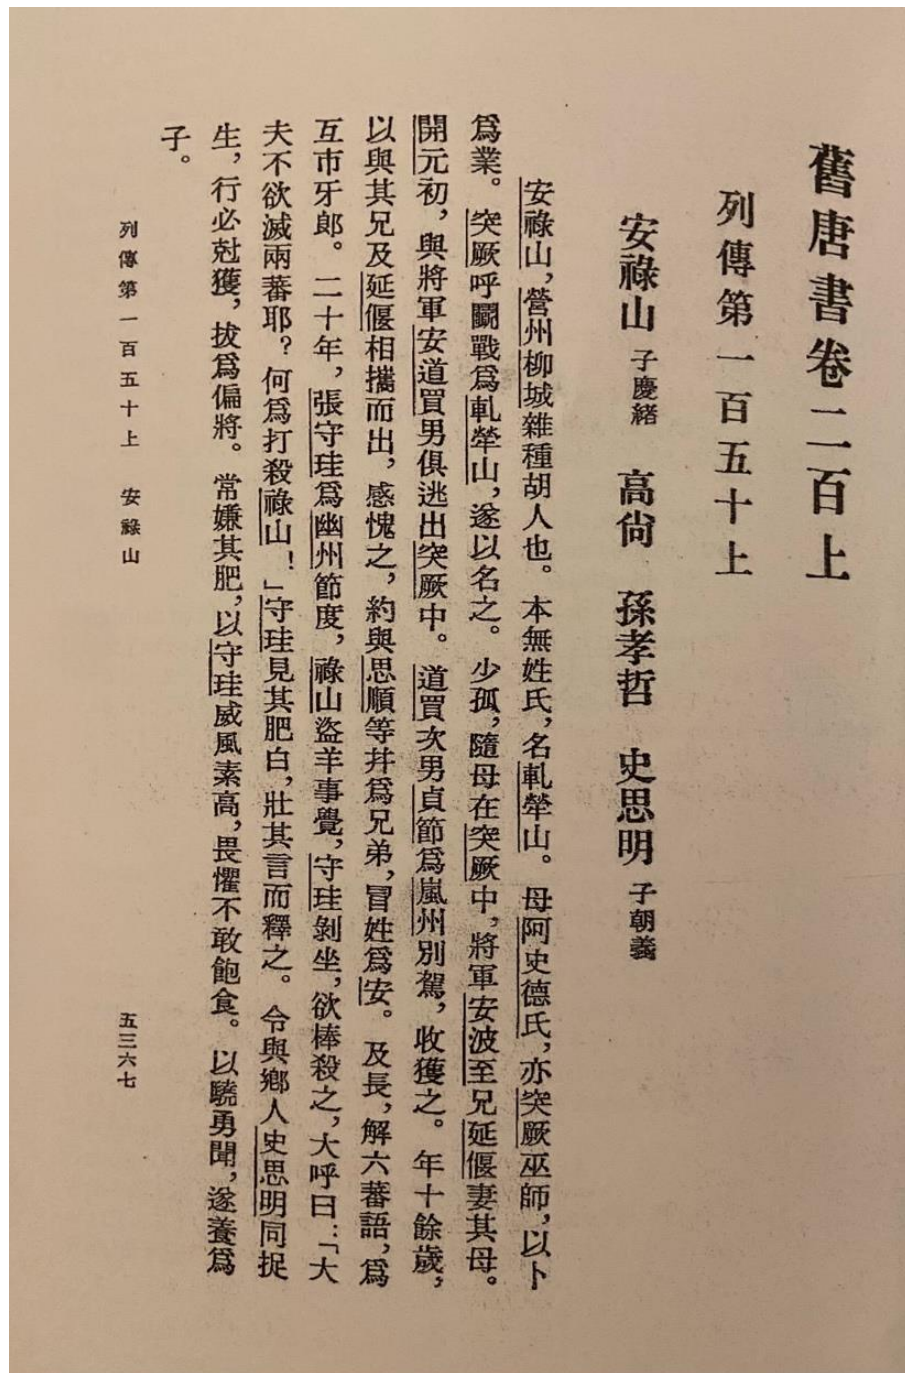 舊唐書卷二百上
列傳第一百五十上
安祿山 子慶緒 高尙 孫孝哲 史思明 子朝義
安祿山,營州柳城雜種胡人也。本無姓氏,名軋犖山。母阿史德氏,亦突厥巫師,以卜
爲業。突厥呼鬭戰爲軋犖山,遂以名之。少孤,隨母在突厥中,將軍安波至兄延偃妻其母。
開元初,與將軍安道買男俱逃出突厥中。道買次男貞節爲嵐州別駕,收獲之。年十餘歲,
以與其兄及延偃相攜而出,感愧之,約與思順等幷爲兄弟,冒姓爲安。及長,解六蕃語,爲
互市牙郎。二十年,張守珪爲幽州節度,祿山盜羊事覺,守珪剝坐,欲棒殺之,大呼曰:「大
夫不欲滅兩蕃耶?何爲打殺祿山!」守珪見其肥白,壯其言而釋之。令與鄉人史思明同捉
生,行必尅獲,拔爲偏將。常嫌其肥,以守珪威風素高,畏懼不敢飽食。以驍勇聞,遂養爲
子。
列傳第一百五十上 安祿山
五三六七